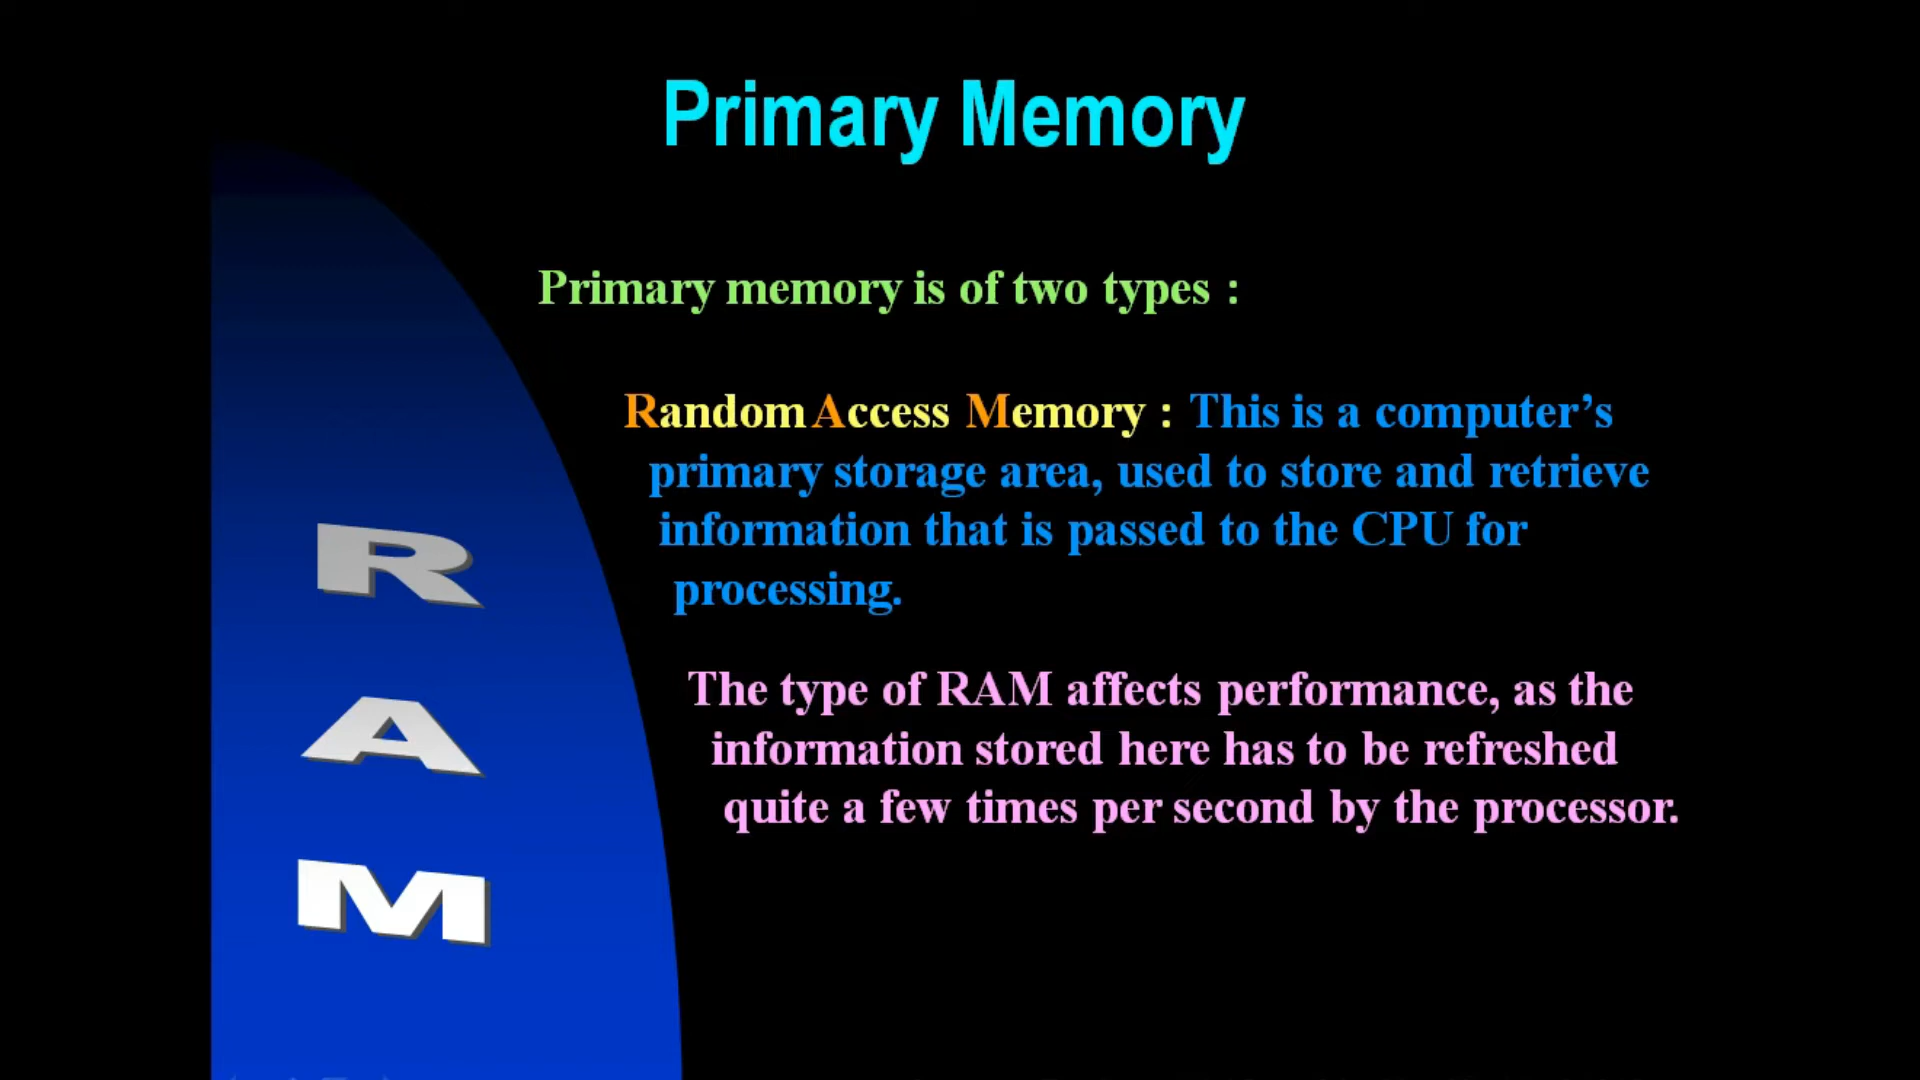 Primary Memory
Primary memory is of two types :
Random Access Memory : This is a computer’s
primary storage area, used to store and retrieve
information that is passed to the CPU for
processing.
The type of RAM affects performance, as the
information stored here has to be refreshed
quite a few times per second by the processor.
R
A
M